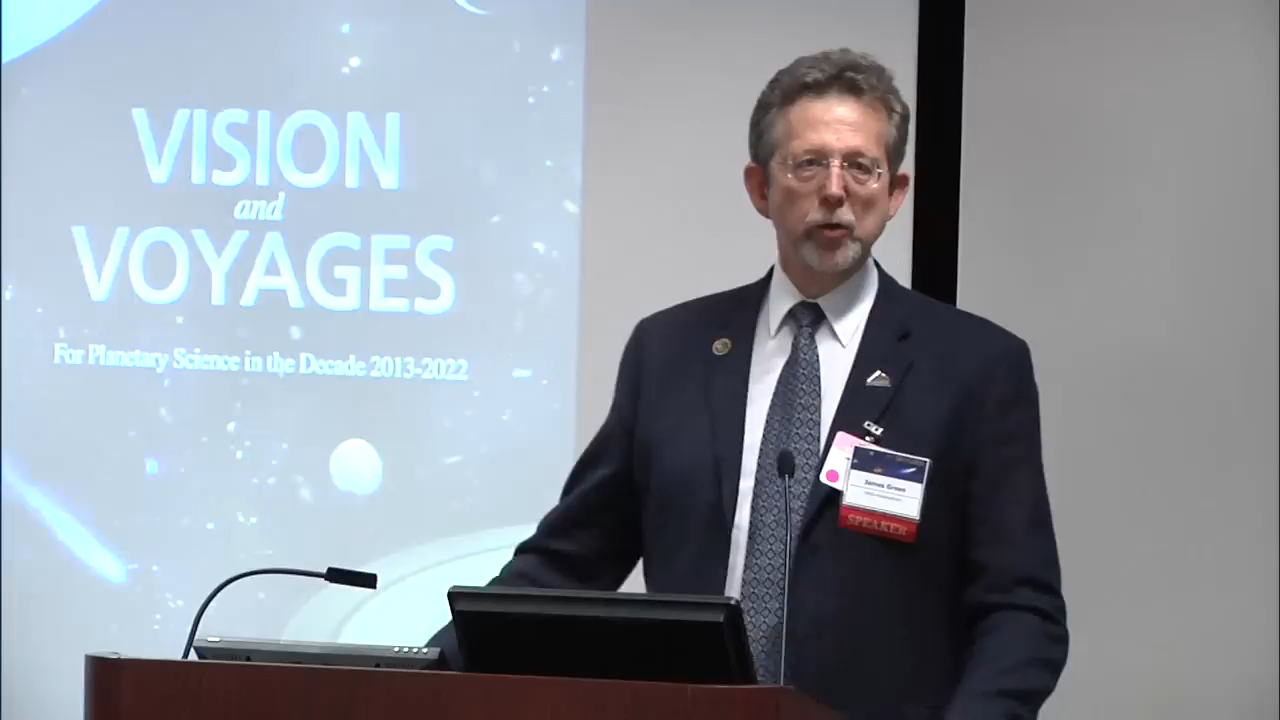 VISION
and
VOYAGES
For Planetary Science in the Decade 2013-2022
James Green
SPEAKER